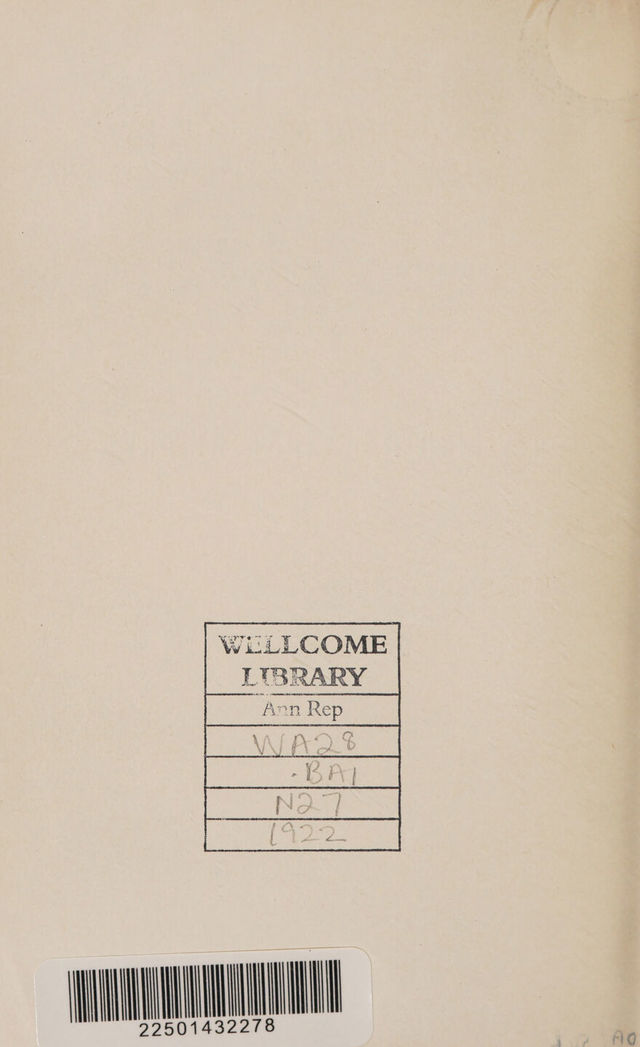 WELLCOME
LIBRARY
Ann Rep
WA28
.BA1
N27
1922
22501432278